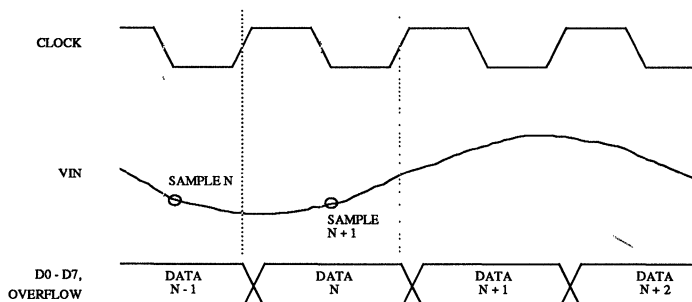 CLOCK
VIN
SAMPLE N
SAMPLE
N + 1
D0 - D7,
OVERFLOW
DATA
N - 1
DATA
N
DATA
N + 1
DATA
N + 2